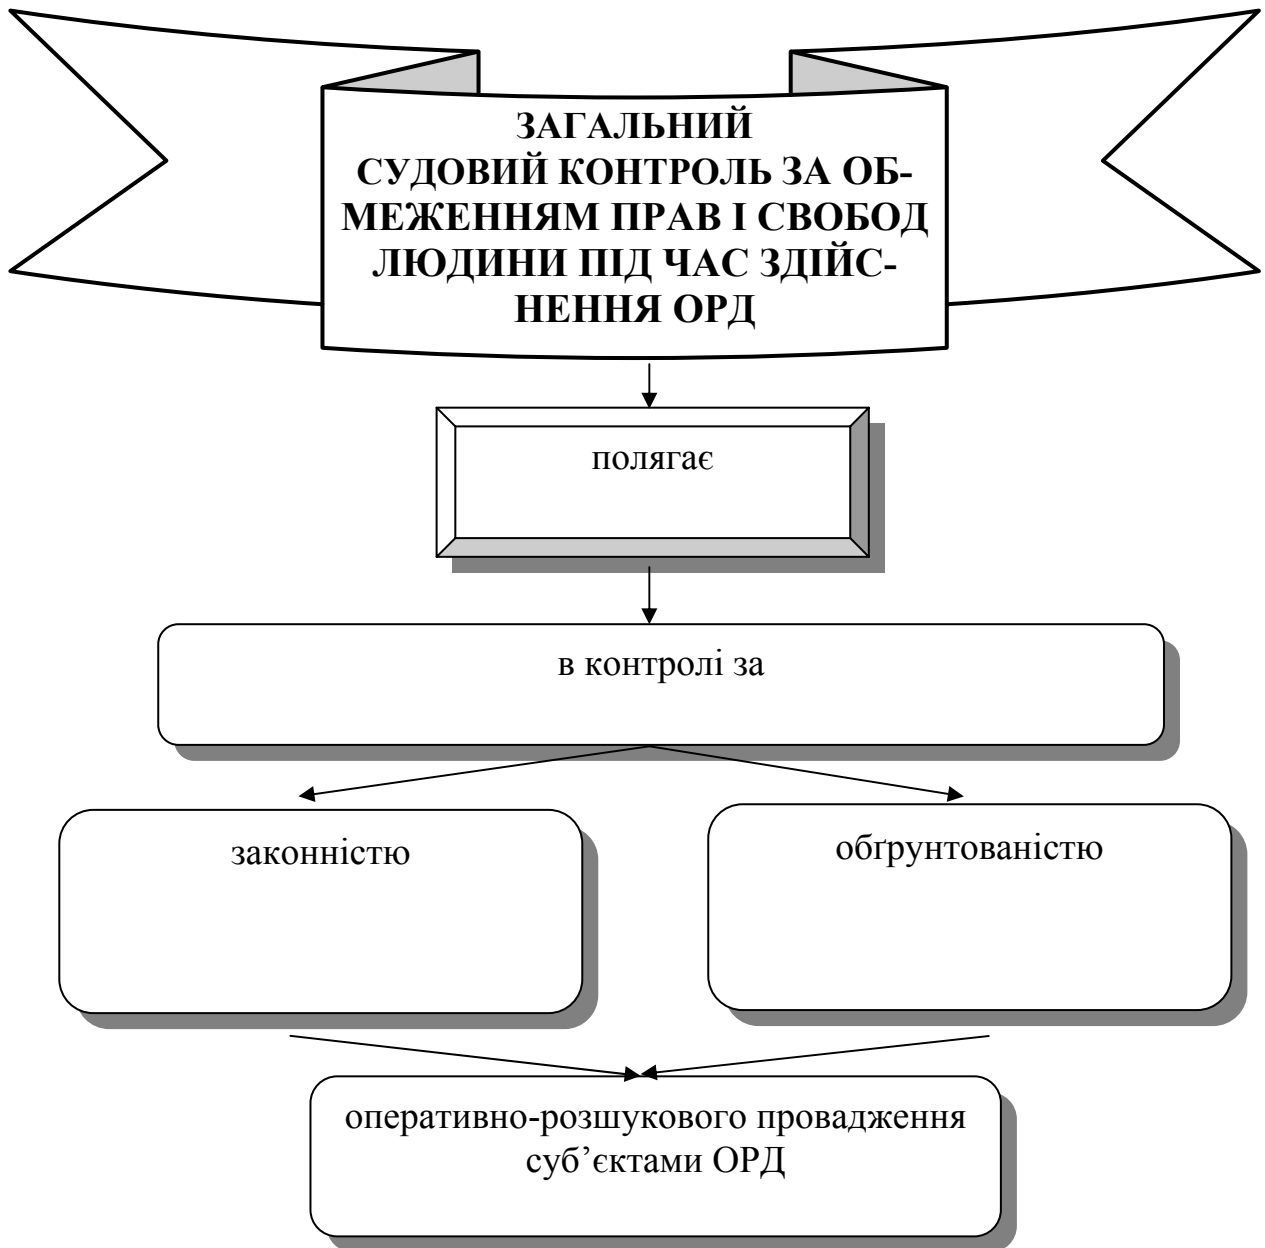 ЗАГАЛЬНИЙ
СУДОВИЙ КОНТРОЛЬ ЗА ОБ-
МЕЖЕННЯМ ПРАВ І СВОБОД
ЛЮДИНИ ПІД ЧАС ЗДІЙС-
НЕННЯ ОРД
полягає
в контролі за
законністю
обґрунтованістю
оперативно-розшукового провадження
суб’єктами ОРД